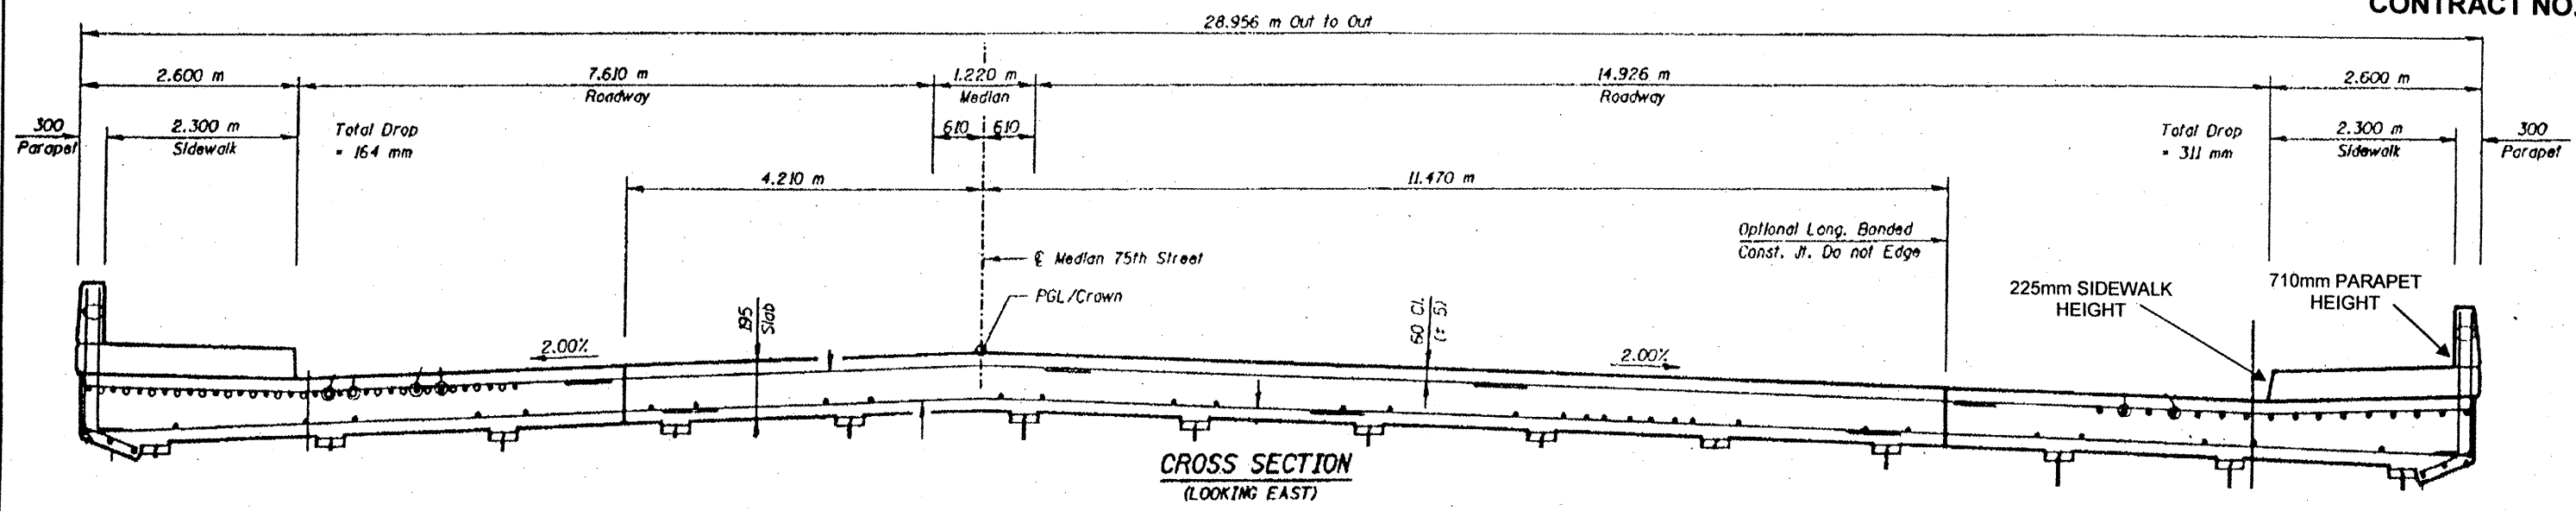 CONTRACT NO.
28.956 m Out to Out
2.600 m
7.610 m
1.220 m
14.926 m
2.600 m
Roadway
Median
Roadway
300
Parapet
2.300 m
Sidewalk
Total Drop
= 164 mm
610
610
Total Drop
= 311 mm
2.300 m
Sidewalk
300
Parapet
4.210 m
11.470 m
Optional Long. Bonded
Const. Jt. Do not Edge
℄ Median 75th Street
PGL/Crown
225mm SIDEWALK
HEIGHT
710mm PARAPET
HEIGHT
195
Slab
60 CL
(± 5)
2.00%
2.00%
CROSS SECTION
(LOOKING EAST)